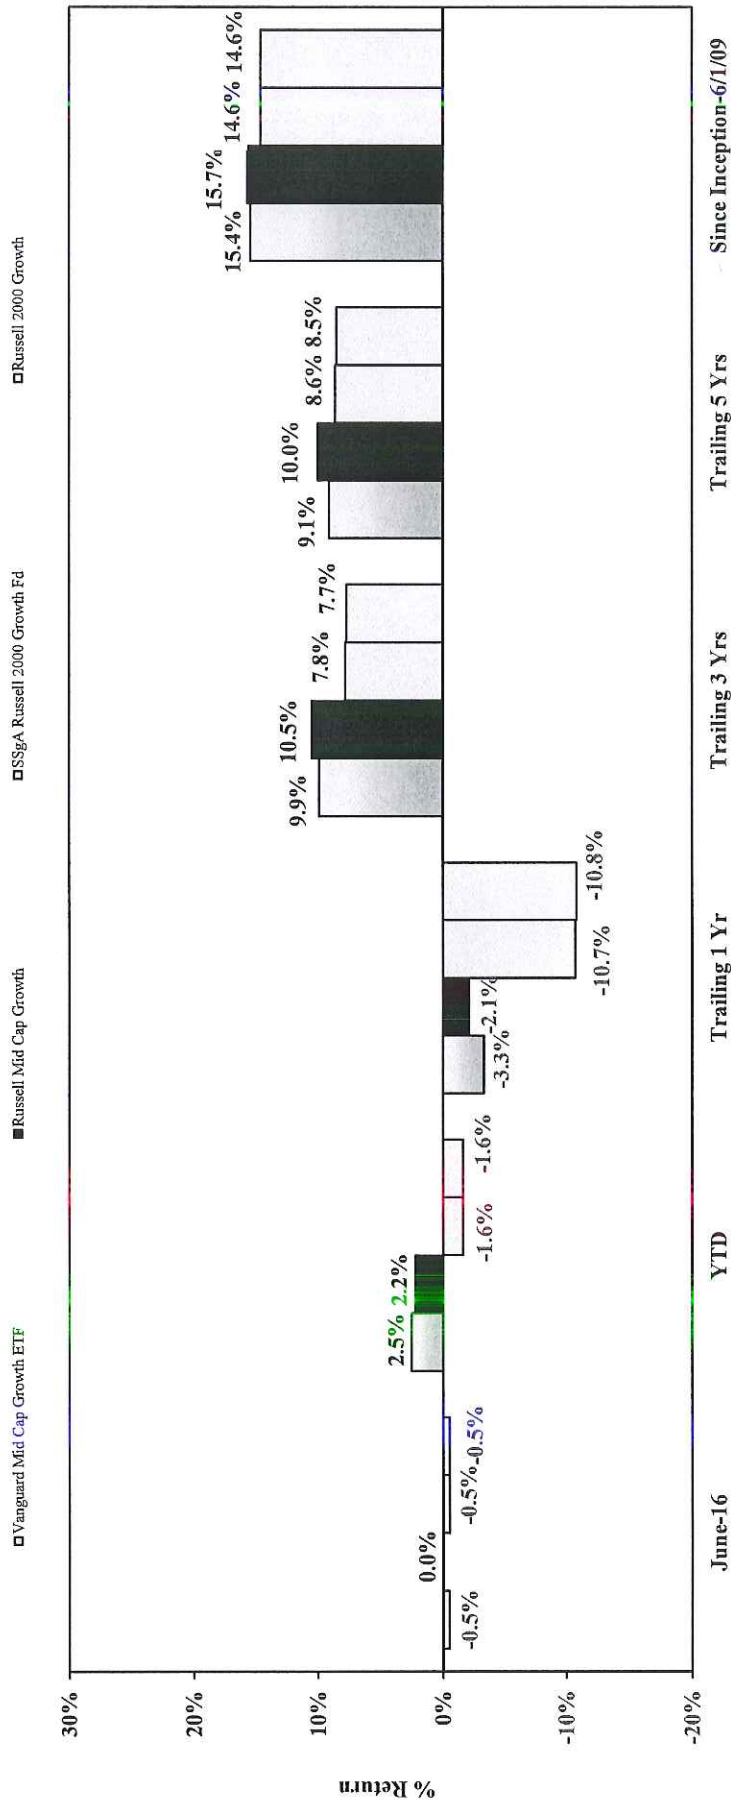 □ Vanguard Mid Cap Growth ETF
■ Russell Mid Cap Growth
□ SSgA Russell 2000 Growth Fd
□ Russell 2000 Growth
% Return
30%
20%
10%
0%
-10%
-20%
-0.5% 0.0% -0.5% -0.5%
2.5% 2.2% -1.6% -1.6%
-3.3% -2.1% -10.7% -10.8%
9.9% 10.5% 7.8% 7.7%
9.1% 10.0% 8.6% 8.5%
15.4% 15.7% 14.6% 14.6%
June-16
YTD
Trailing 1 Yr
Trailing 3 Yrs
Trailing 5 Yrs
Since Inception-6/1/09